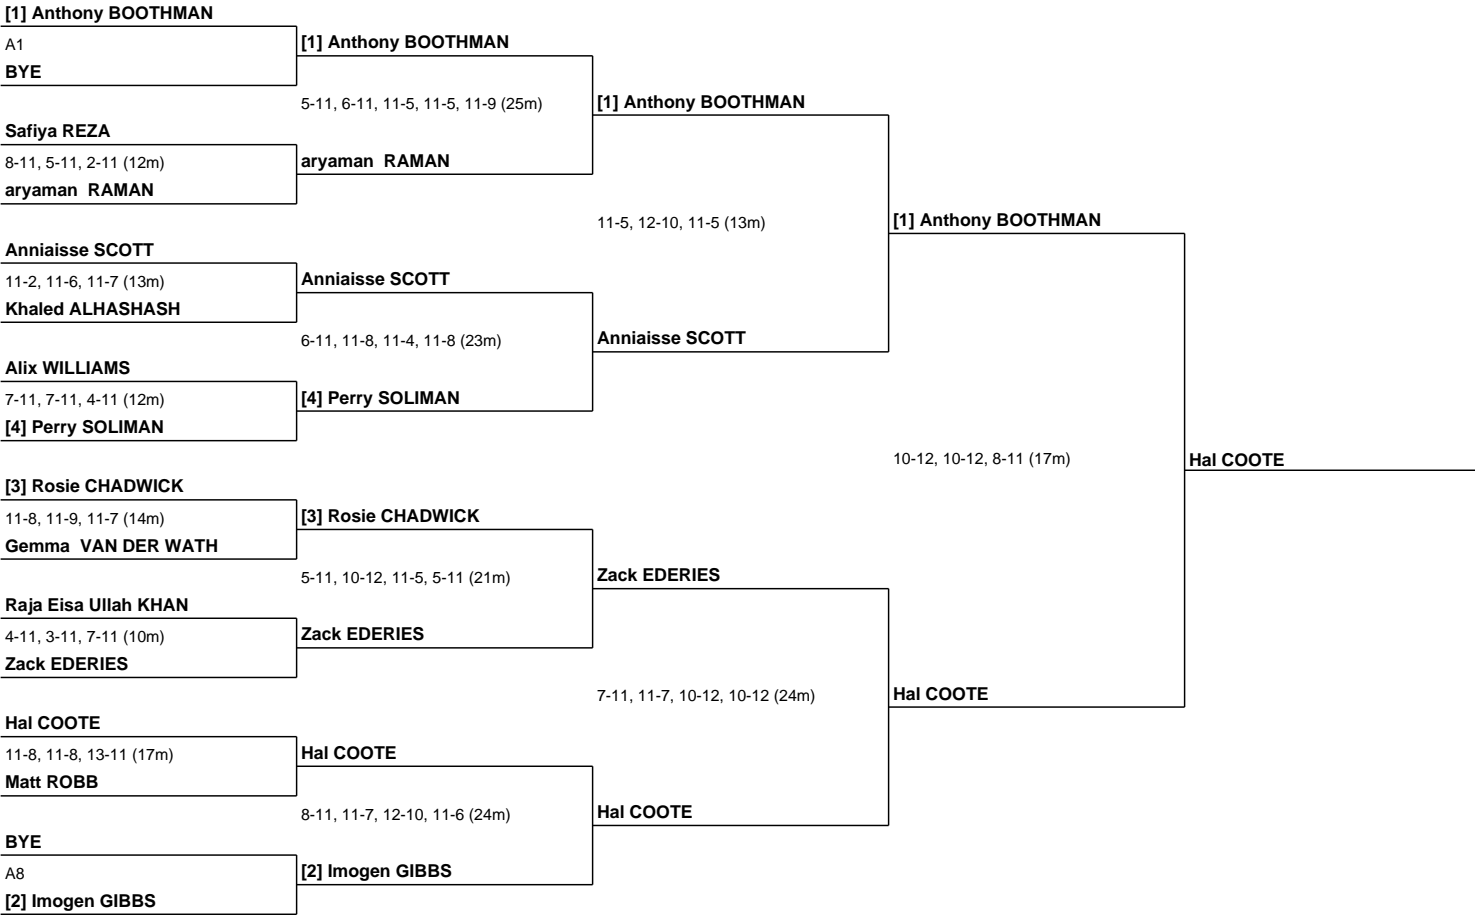 [1] Anthony BOOTHMAN
A1
BYE
Safiya REZA
8-11, 5-11, 2-11 (12m)
aryaman  RAMAN
Anniaisse SCOTT
11-2, 11-6, 11-7 (13m)
Khaled ALHASHASH
Alix WILLIAMS
7-11, 7-11, 4-11 (12m)
[4] Perry SOLIMAN
[3] Rosie CHADWICK
11-8, 11-9, 11-7 (14m)
Gemma  VAN DER WATH
Raja Eisa Ullah KHAN
4-11, 3-11, 7-11 (10m)
Zack EDERIES
Hal COOTE
11-8, 11-8, 13-11 (17m)
Matt ROBB
BYE
A8
[2] Imogen GIBBS
[1] Anthony BOOTHMAN
5-11, 6-11, 11-5, 11-5, 11-9 (25m)
aryaman  RAMAN
Anniaisse SCOTT
6-11, 11-8, 11-4, 11-8 (23m)
[4] Perry SOLIMAN
[3] Rosie CHADWICK
5-11, 10-12, 11-5, 5-11 (21m)
Zack EDERIES
Hal COOTE
8-11, 11-7, 12-10, 11-6 (24m)
[2] Imogen GIBBS
[1] Anthony BOOTHMAN
11-5, 12-10, 11-5 (13m)
Anniaisse SCOTT
Zack EDERIES
7-11, 11-7, 10-12, 10-12 (24m)
Hal COOTE
[1] Anthony BOOTHMAN
10-12, 10-12, 8-11 (17m)
Hal COOTE
Hal COOTE